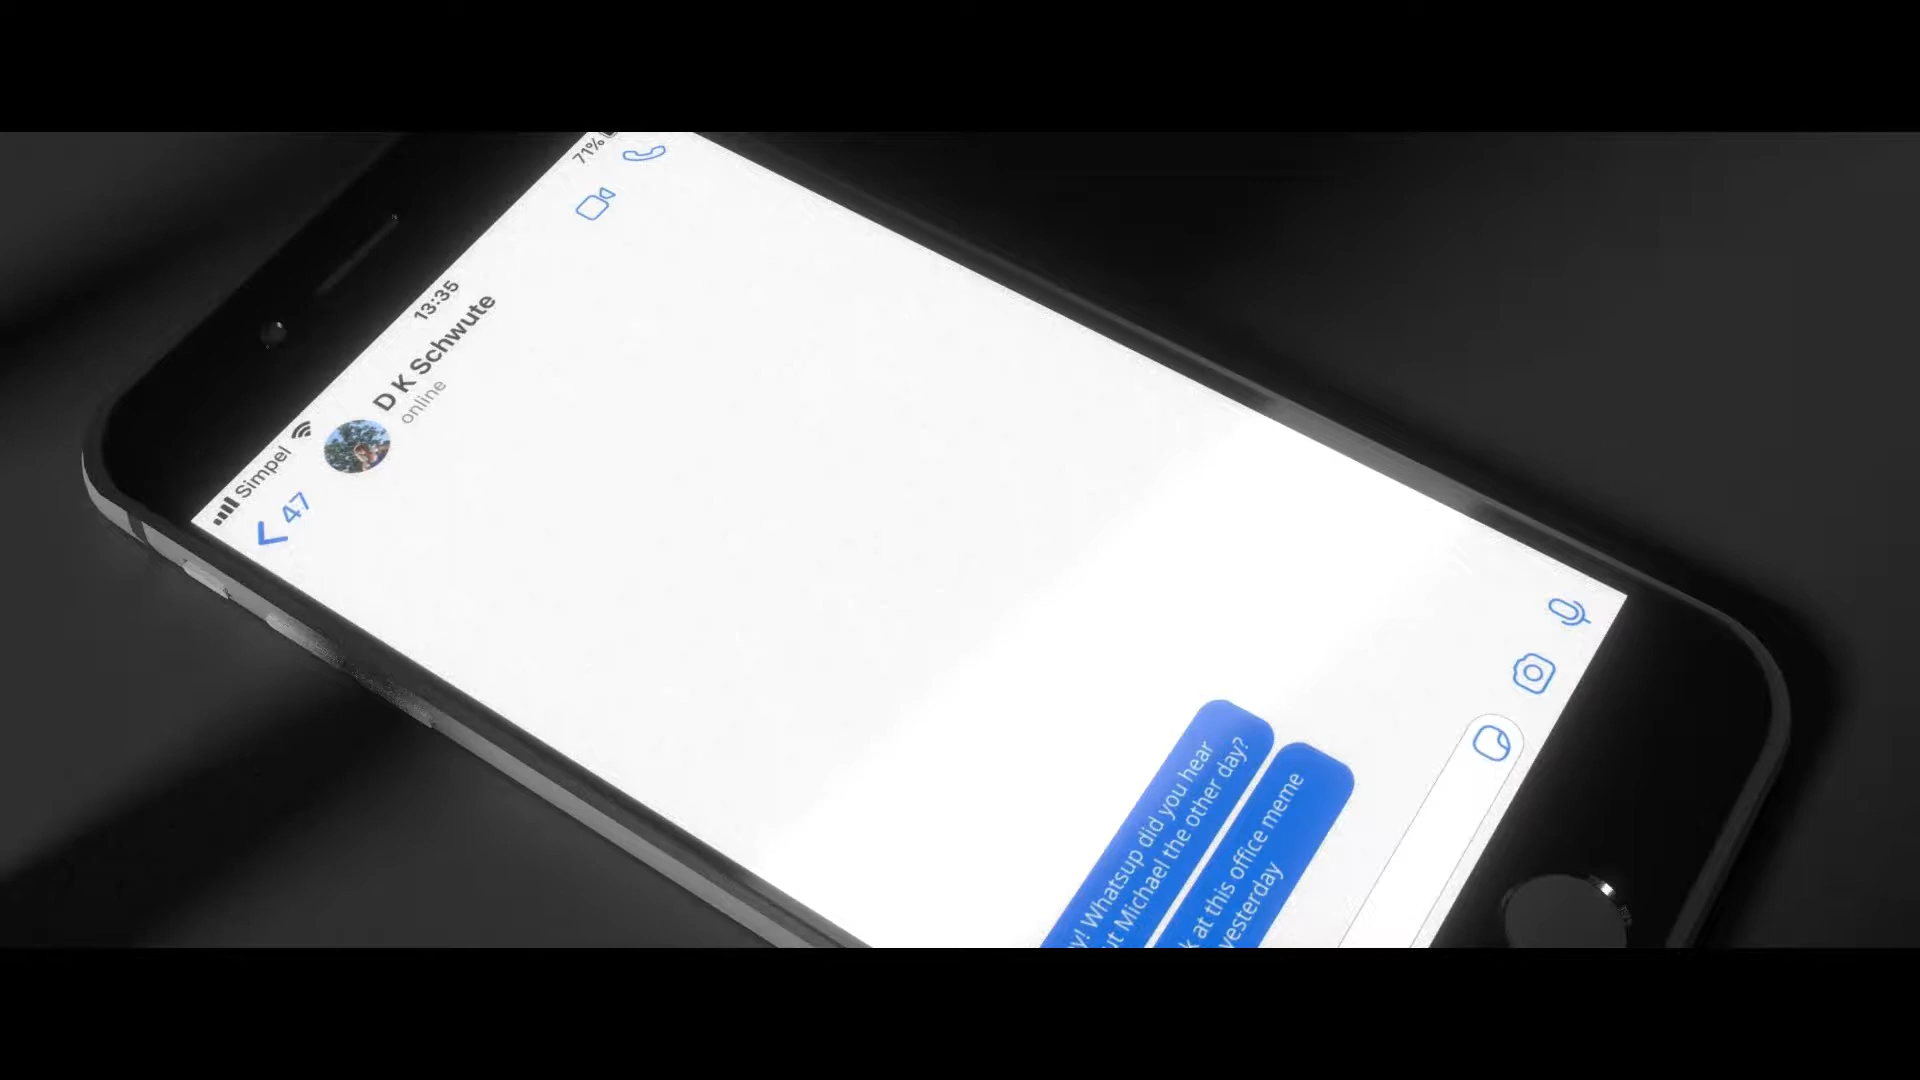 Simpel 13:35 71%
47
D K Schwute
online
Whatsup did you hear
Michael the other day?
at this office meme
yesterday